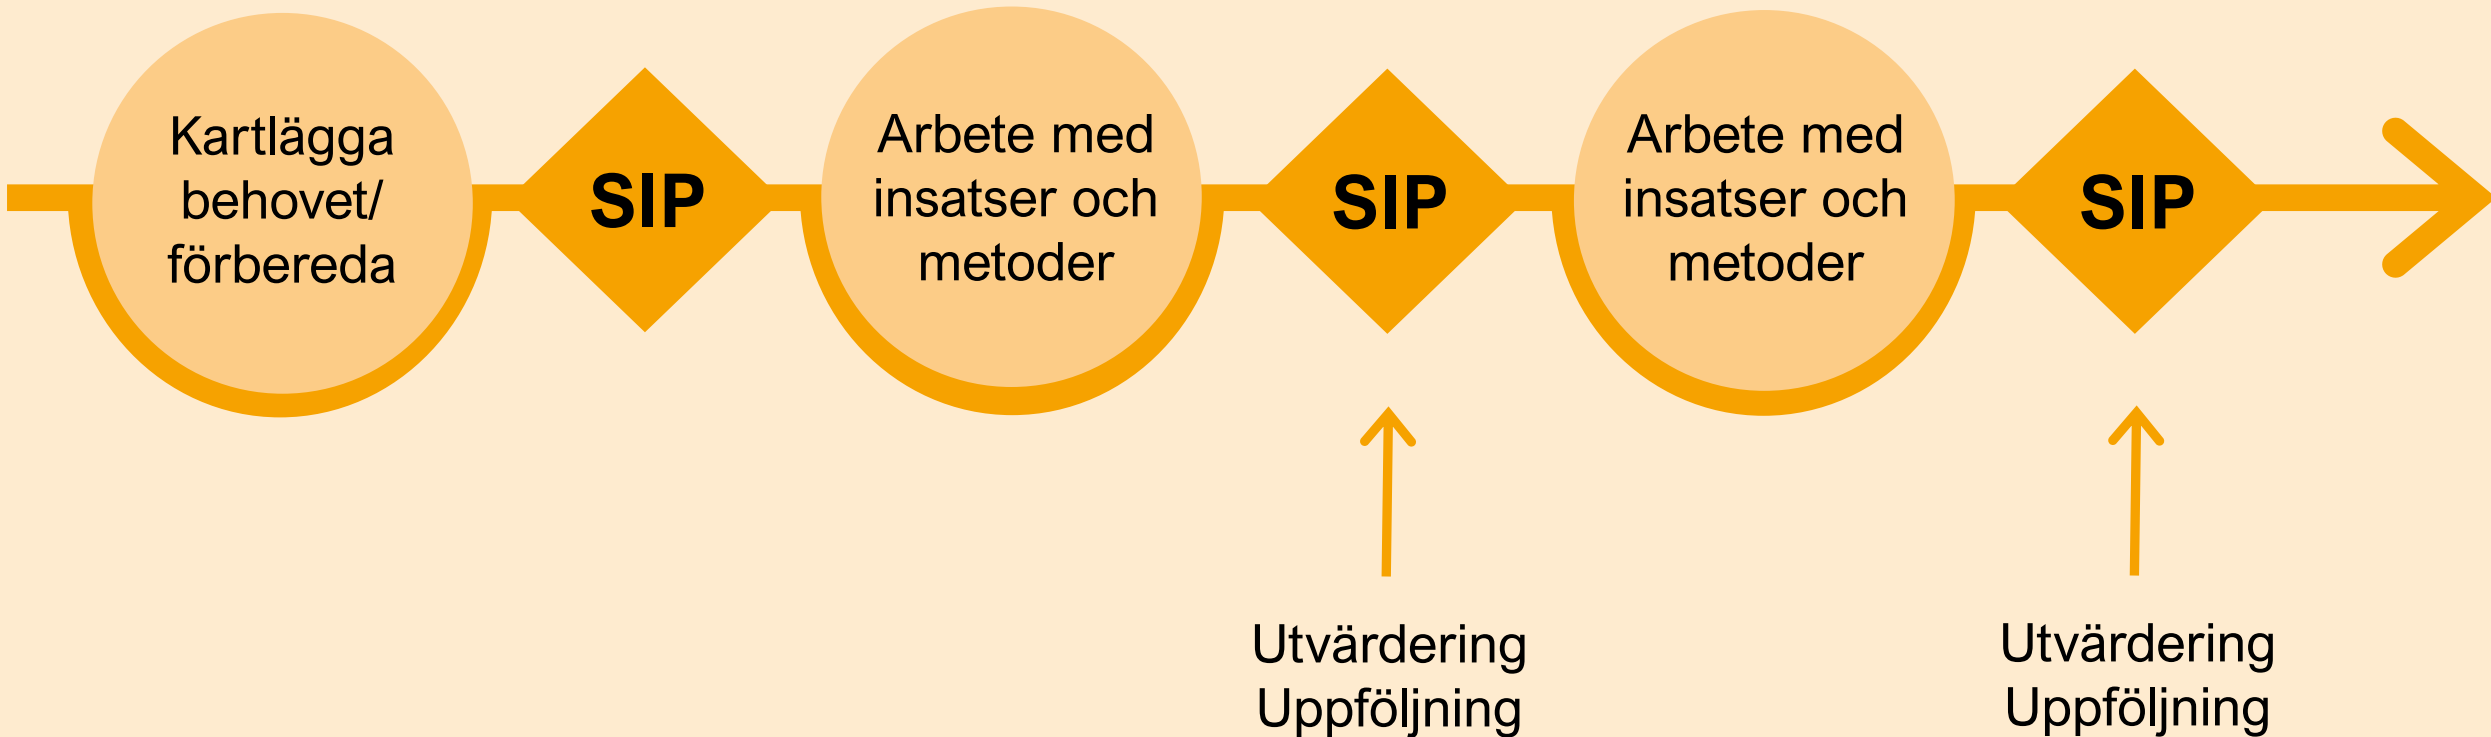 Kartlägga
behovet/
förbereda
SIP
Arbete med
insatser och
metoder
SIP
Arbete med
insatser och
metoder
SIP
Utvärdering
Uppföljning
Utvärdering
Uppföljning